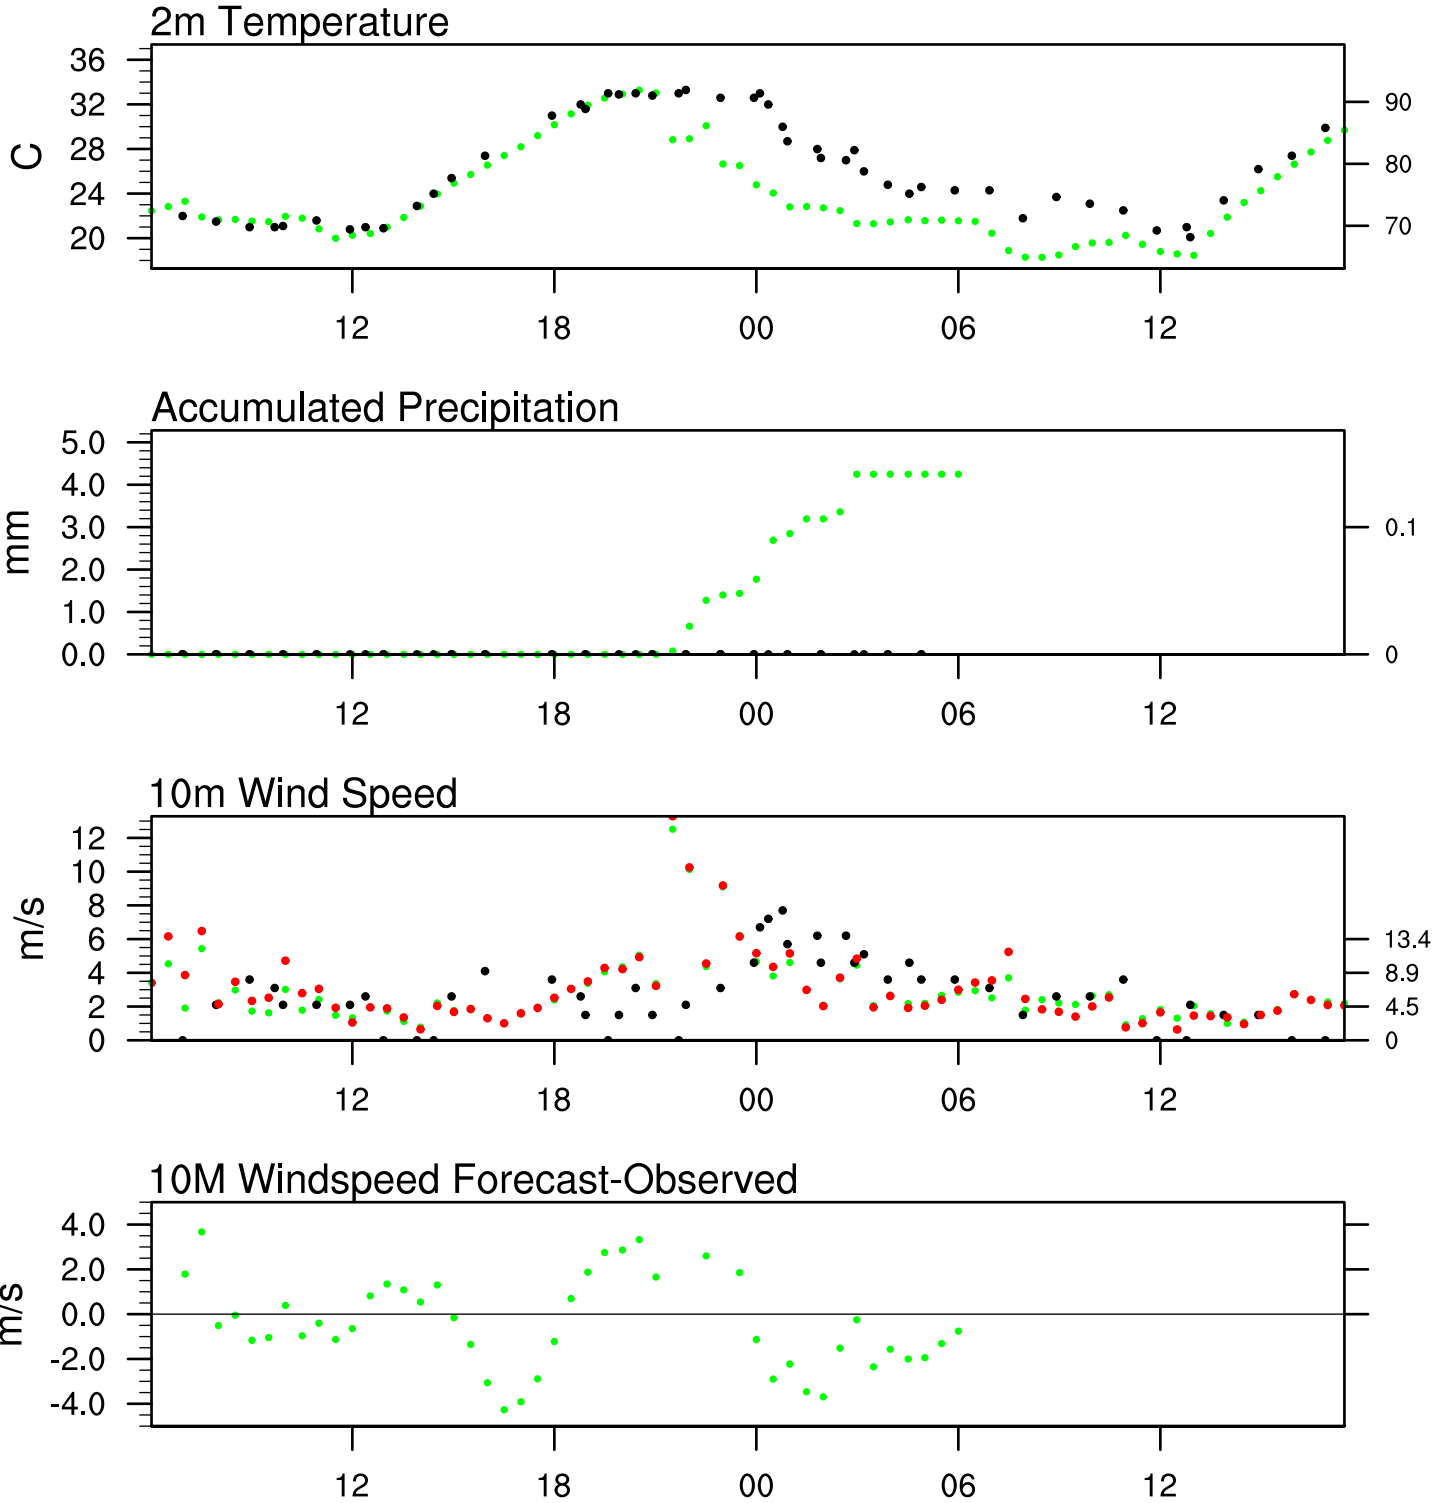 2m Temperature
36
32
28
24
20
C
90
80
70
12 18 00 06 12
Accumulated Precipitation
5.0
4.0
3.0
2.0
1.0
0.0
mm
0.1
0
12 18 00 06 12
10m Wind Speed
12
10
8
6
4
2
0
m/s
13.4
8.9
4.5
0
12 18 00 06 12
10M Windspeed Forecast-Observed
4.0
2.0
0.0
-2.0
-4.0
m/s
12 18 00 06 12